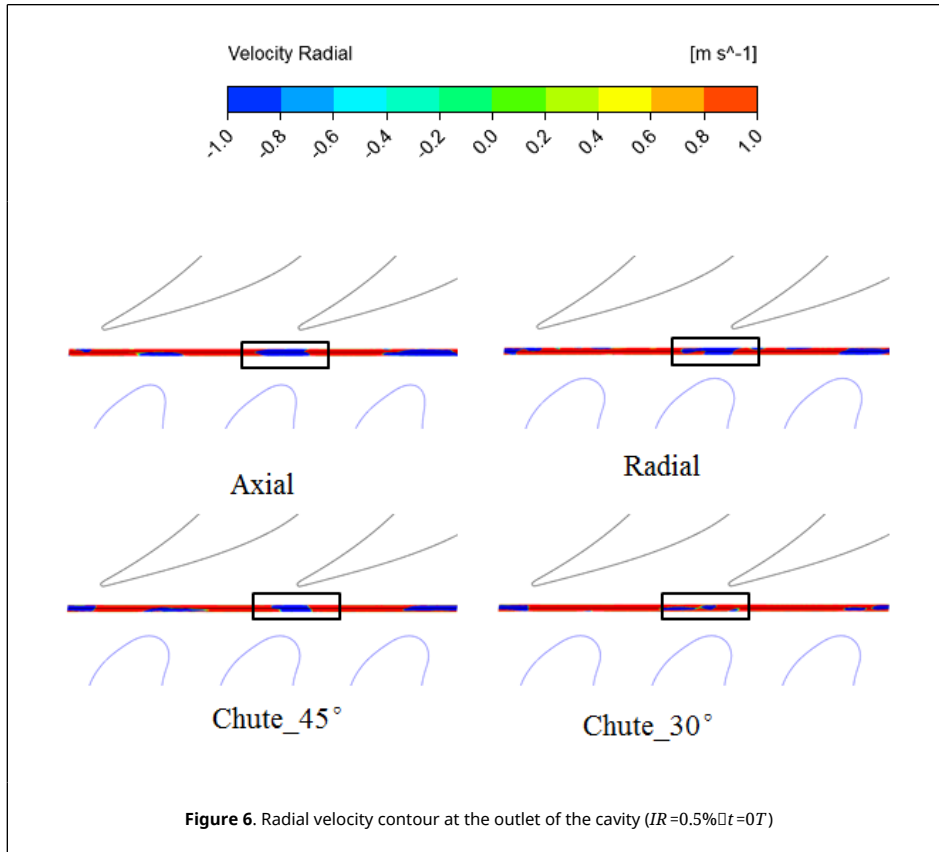 Velocity Radial [m s^-1]
-1.0 -0.8 -0.6 -0.4 -0.2 0.0 0.2 0.4 0.6 0.8 1.0
Axial Radial
Chute_45° Chute_30°
Figure 6. Radial velocity contour at the outlet of the cavity (IR=0.5%▯t=0T)